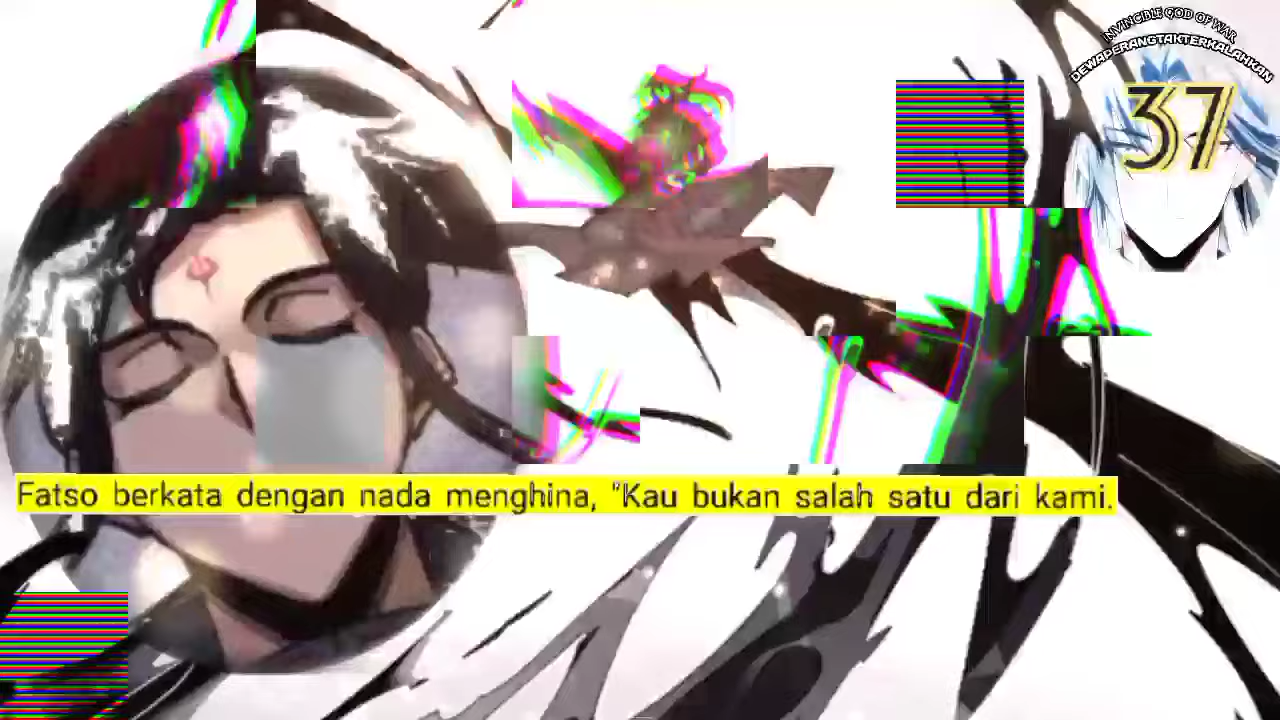 INVINCIBLE GOD OF WAR
DEWAPERANGTAKTERKALAHKAN
37
Fatso berkata dengan nada menghina, "Kau bukan salah satu dari kami.